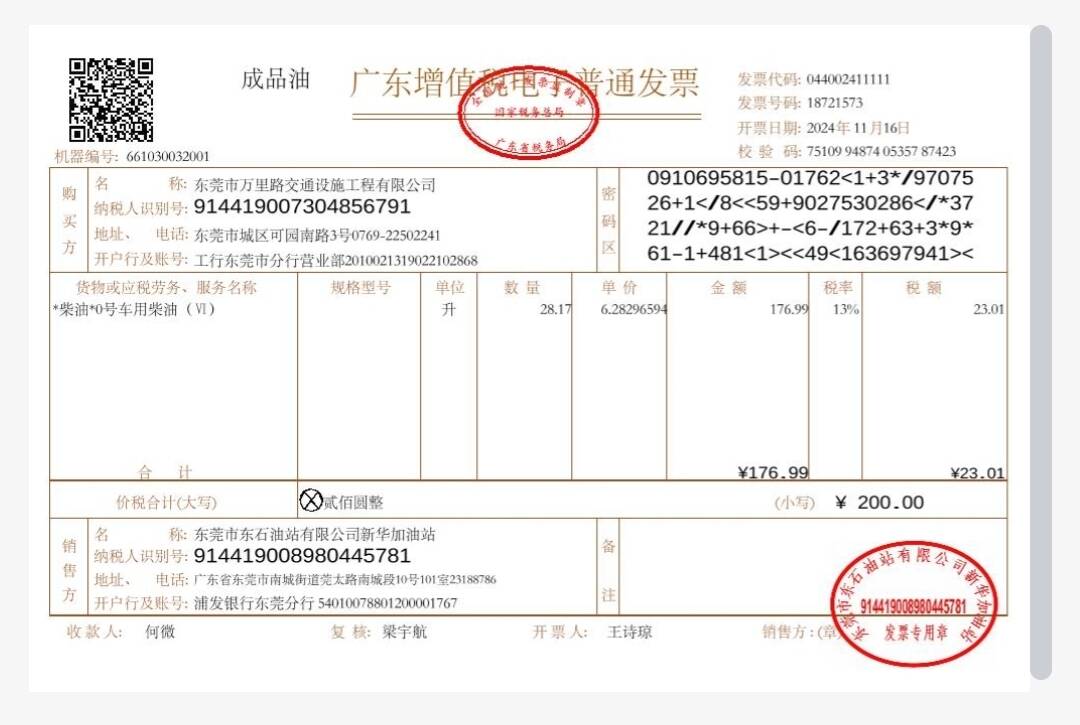 成品油
广东增值税电子普通发票
全国统一发票监制章
国家税务总局
广东省税务局
发票代码: 044002411111
发票号码: 18721573
开票日期: 2024年11月16日
校 验 码: 75109 94874 05357 87423
机器编号: 661030032001
购买方
名 称: 东莞市万里路交通设施工程有限公司
纳税人识别号: 914419007304856791
地址、 电话: 东莞市城区可园南路3号0769-22502241
开户行及账号: 工行东莞市分行营业部2010021319022102868
密码区
0910695815-01762<1+3*/97075
26+1</8<<59+9027530286</*37
21//*9+66>+-<6-/172+63+3*9*
61-1+481<1><<49<163697941><
货物或应税劳务、服务名称 规格型号 单位 数 量 单 价 金 额 税率 税 额
*柴油*0号车用柴油（Ⅵ） 升 28.17 6.28296594 176.99 13% 23.01
合 计 ¥176.99 ¥23.01
价税合计(大写) ⓧ贰佰圆整 (小写) ¥ 200.00
销售方
名 称: 东莞市东石油站有限公司新华加油站
纳税人识别号: 914419008980445781
地址、 电话: 广东省东莞市南城街道莞太路南城段10号101室23188786
开户行及账号: 浦发银行东莞分行 54010078801200001767
备注
收 款 人: 何微 复 核: 梁宇航 开 票 人: 王诗琼 销售方:(章)
东莞市东石油站有限公司新华加油站
914419008980445781
发票专用章